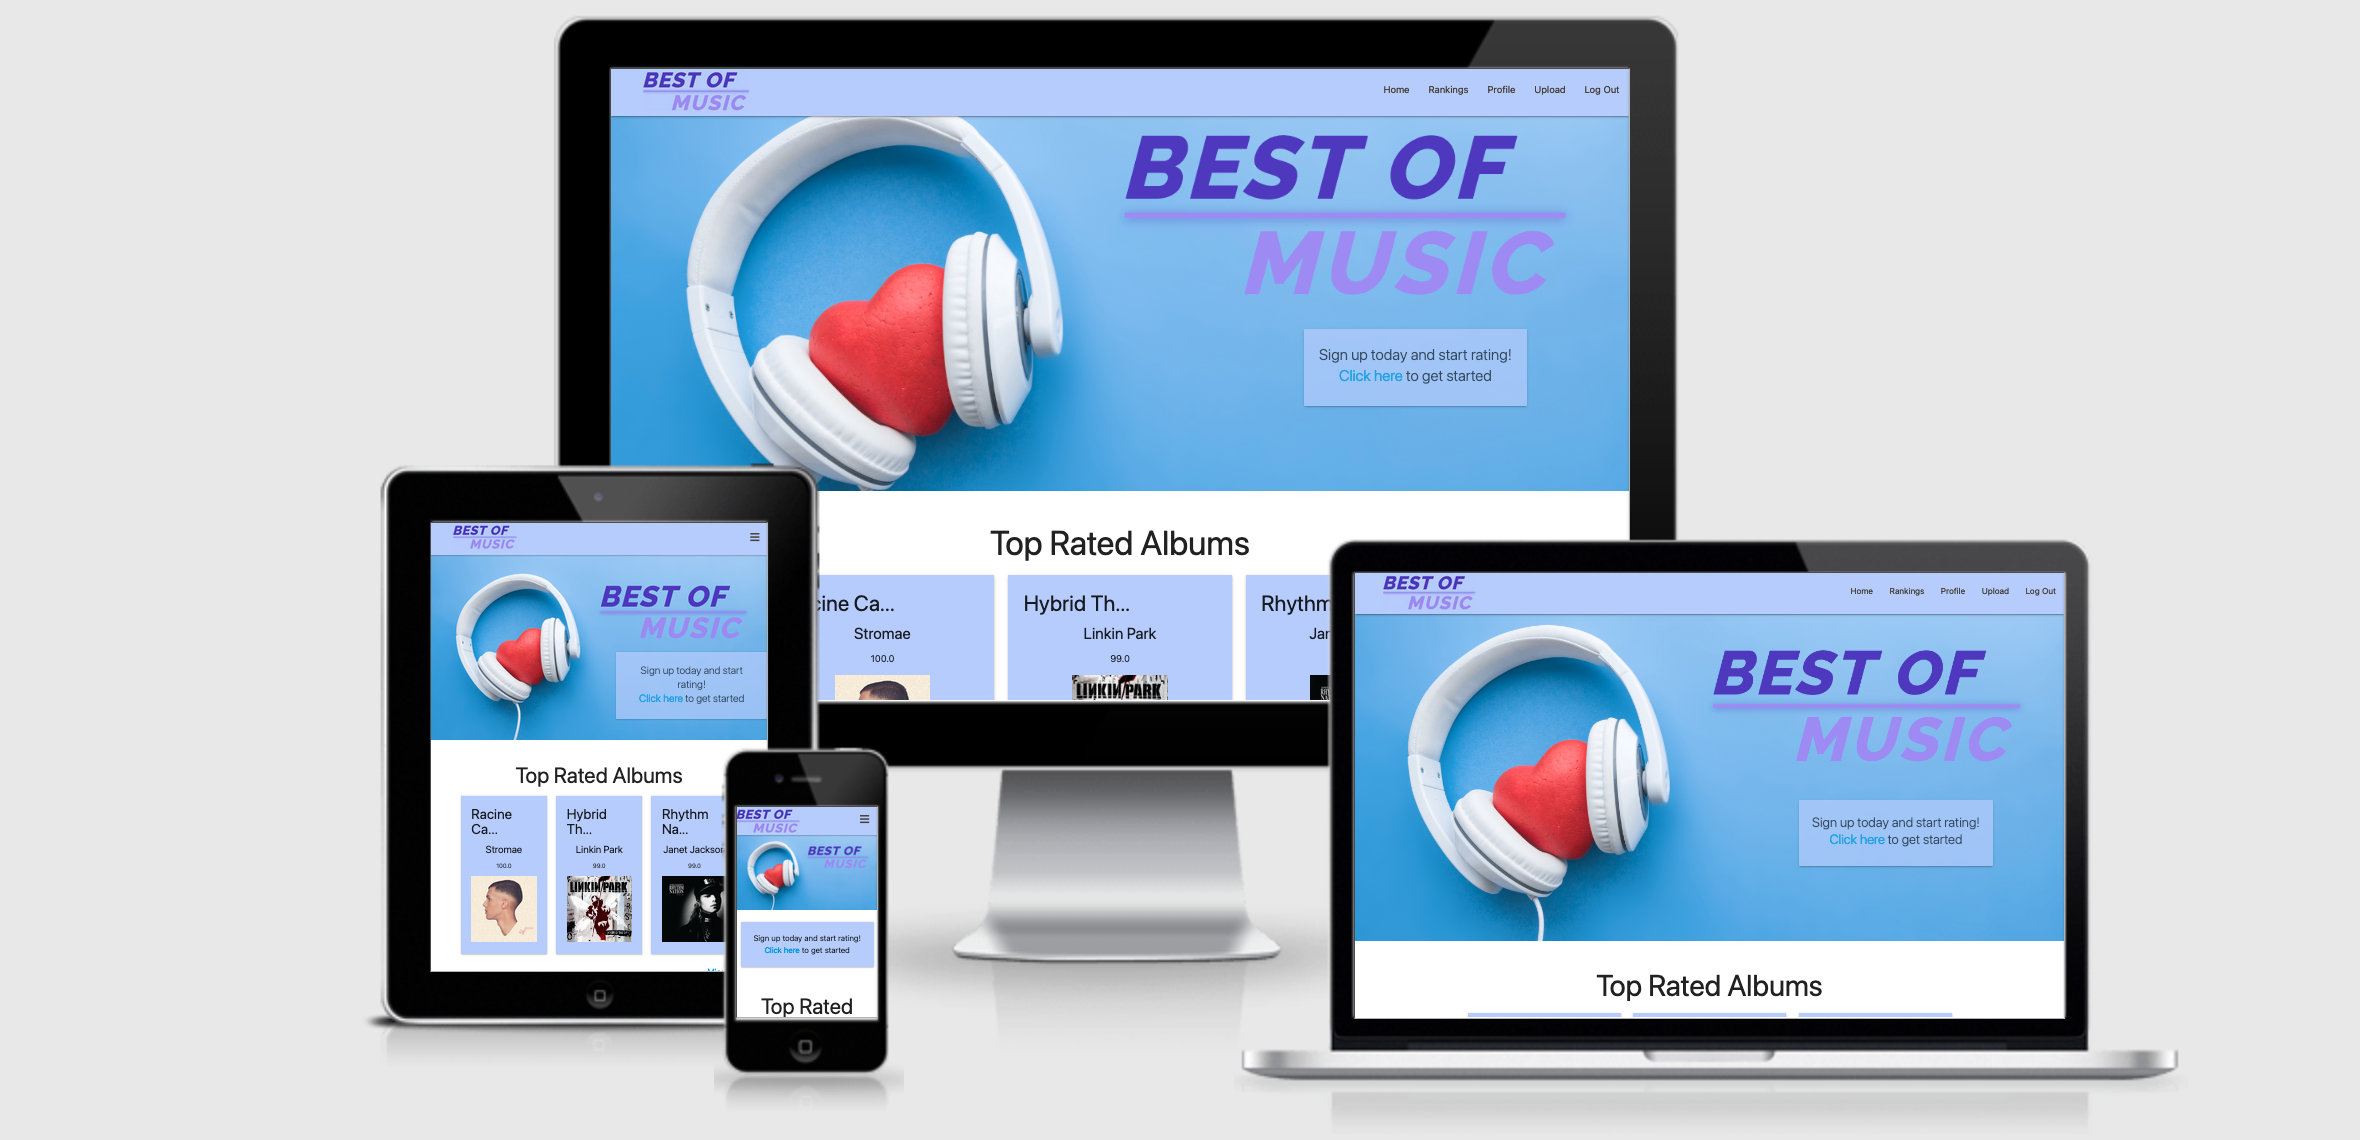 BEST OF
MUSIC
Home Rankings Profile Upload Log Out
BEST OF
MUSIC
Sign up today and start rating!
Click here to get started
Top Rated Albums
cine Ca...
Stromae
100.0
Hybrid Th...
Linkin Park
99.0
LINKIN PARK
Rhythm
Jar
BEST OF
MUSIC
BEST OF
MUSIC
Sign up today and start
rating!
Click here to get started
Top Rated Albums
Racine
Ca...
Stromae
100.0
Hybrid
Th...
Linkin Park
99.0
LINKIN PARK
Rhythm
Na...
Janet Jackson
99.0
BEST OF
MUSIC
BEST OF
MUSIC
Sign up today and start rating!
Click here to get started
Top Rated
BEST OF
MUSIC
Home Rankings Profile Upload Log Out
BEST OF
MUSIC
Sign up today and start rating!
Click here to get started
Top Rated Albums